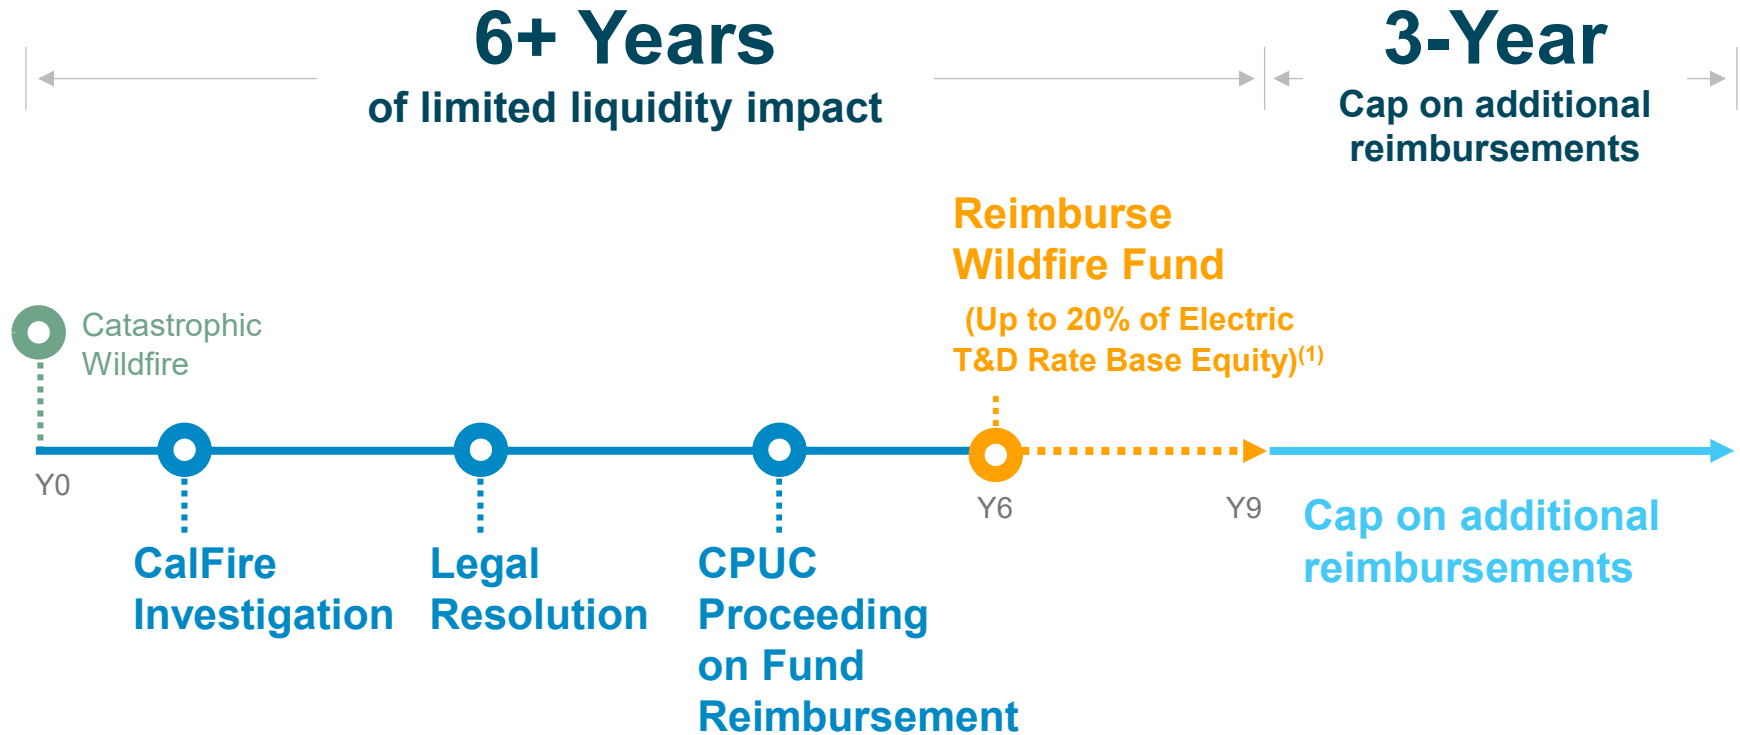 6+ Years
of limited liquidity impact
3-Year
Cap on additional
reimbursements
Reimburse
Wildfire Fund
(Up to 20% of Electric
T&D Rate Base Equity)(1)
Catastrophic
Wildfire
Y0
Y6
Y9
CalFire
Investigation
Legal
Resolution
CPUC
Proceeding
on Fund
Reimbursement
Cap on additional
reimbursements